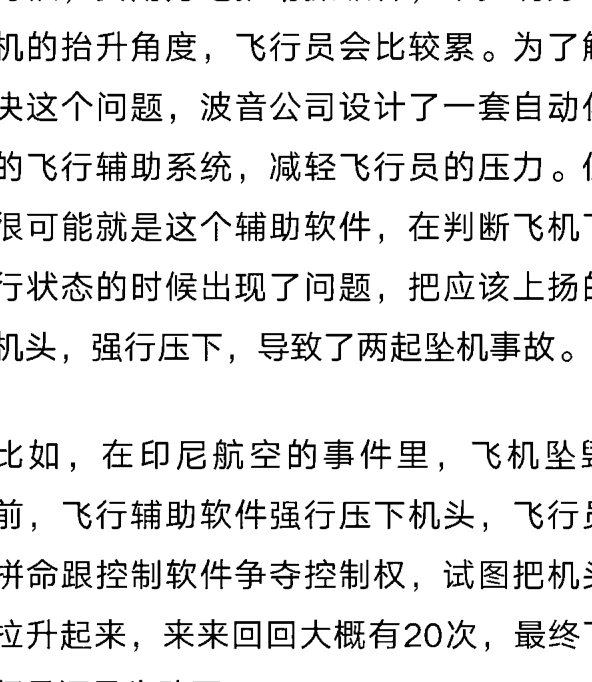 机的抬升角度，飞行员会比较累。为了解
决这个问题，波音公司设计了一套自动化
的飞行辅助系统，减轻飞行员的压力。但
很可能就是这个辅助软件，在判断飞机飞
行状态的时候出现了问题，把应该上扬的
机头，强行压下，导致了两起坠机事故。
比如，在印尼航空的事件里，飞机坠毁
前，飞行辅助软件强行压下机头，飞行员
拼命跟控制软件争夺控制权，试图把机头
拉升起来，来来回回大概有20次，最终飞